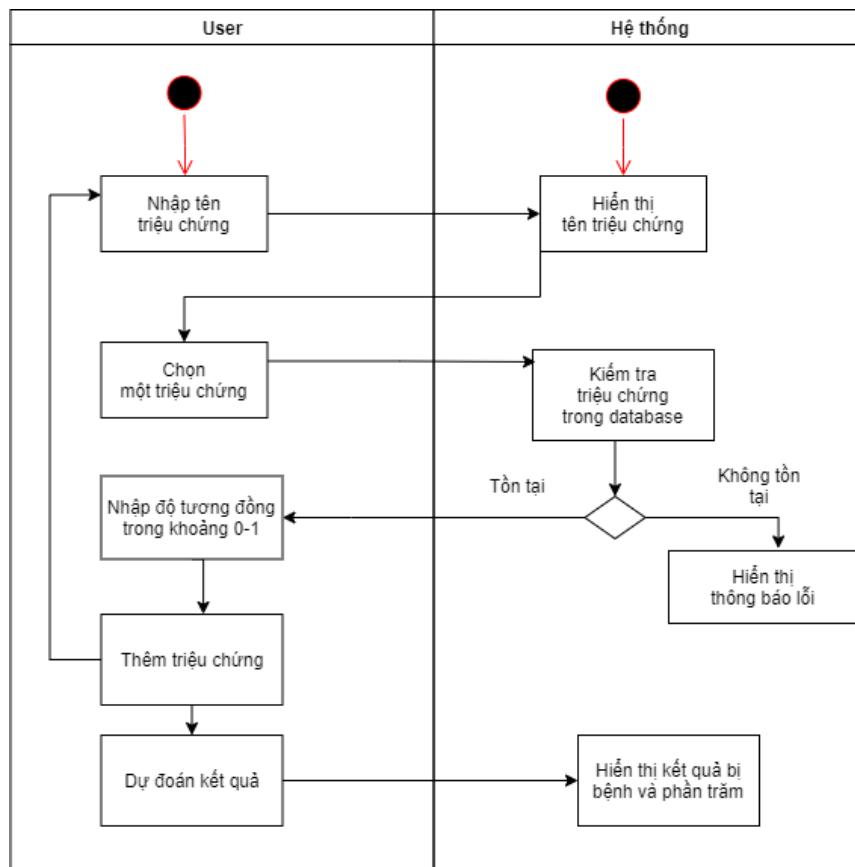 User
Hệ thống
Nhập tên
triệu chứng
Hiển thị
tên triệu chứng
Chọn
một triệu chứng
Kiểm tra
triệu chứng
trong database
Tồn tại
Không tồn
tại
Nhập độ tương đồng
trong khoảng 0-1
Hiển thị
thông báo lỗi
Thêm triệu chứng
Dự đoán kết quả
Hiển thị kết quả bị
bệnh và phần trăm